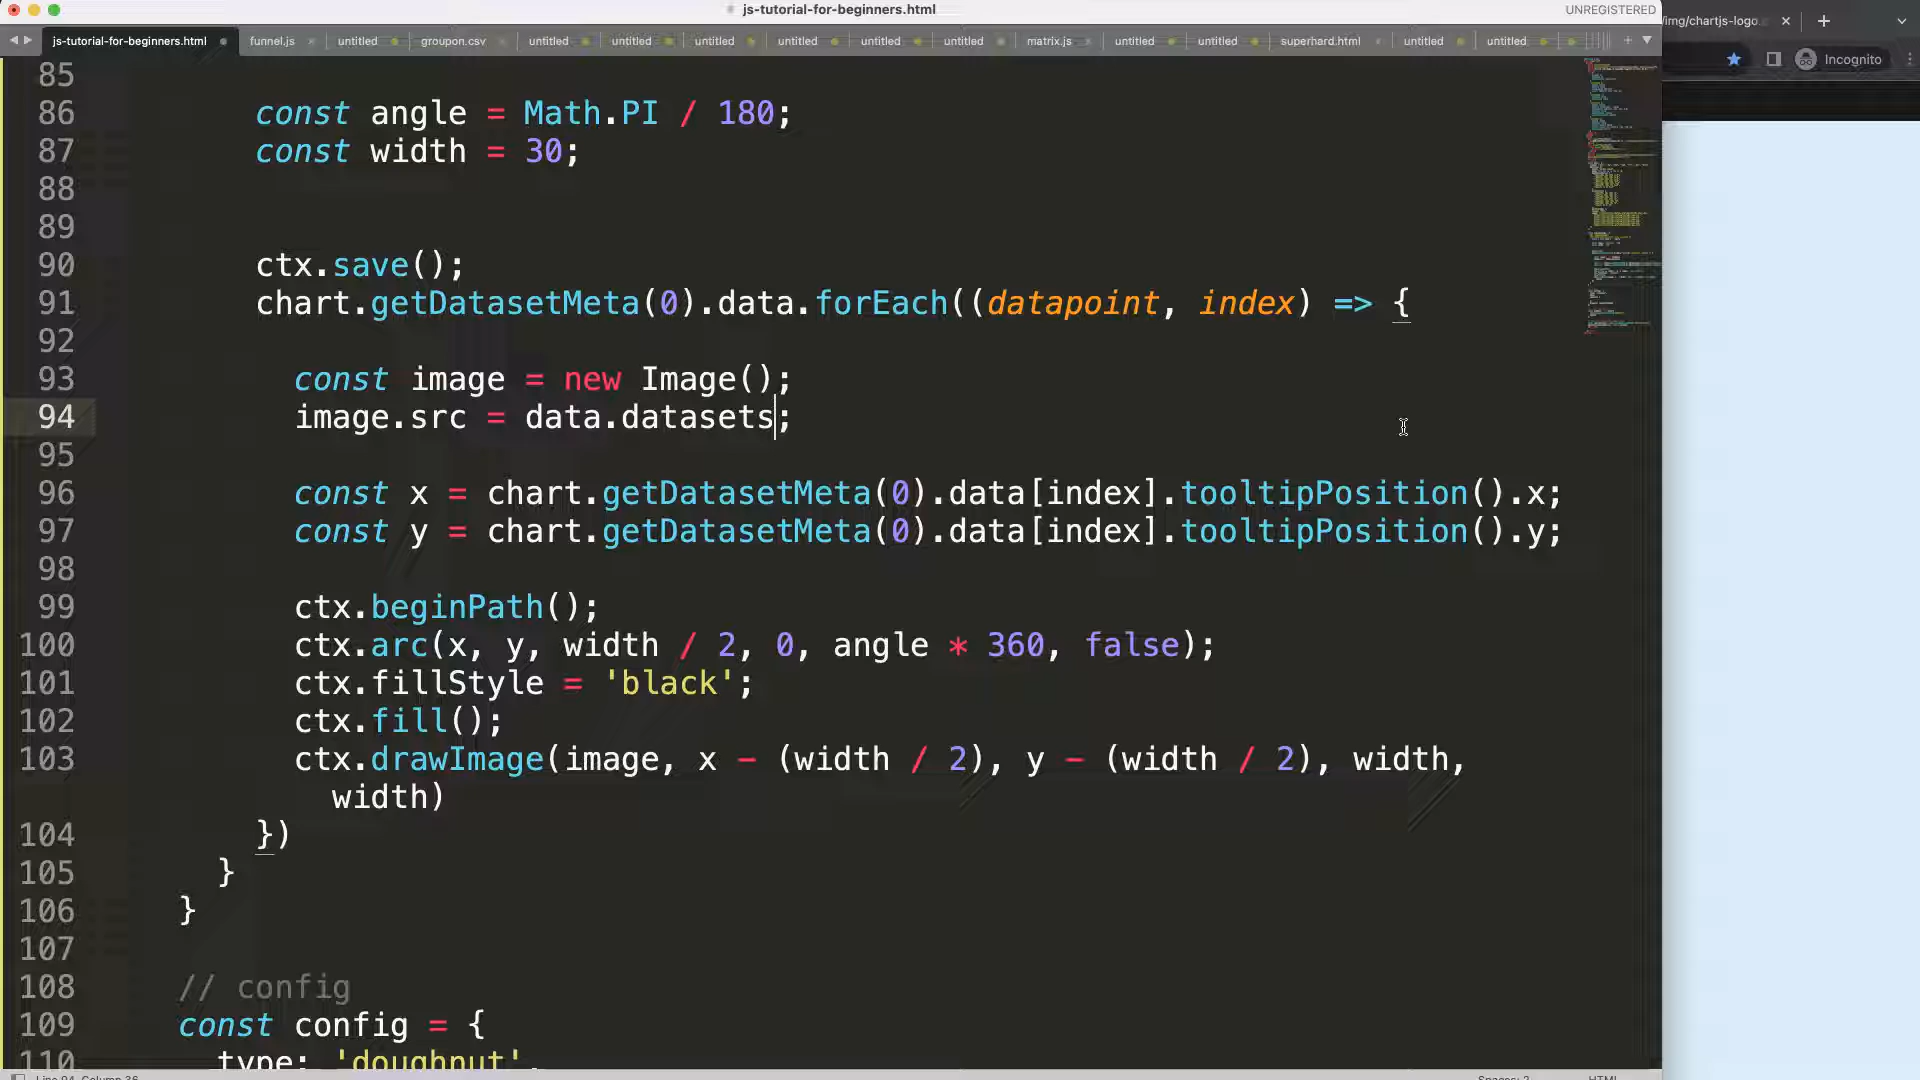 js-tutorial-for-beginners.html
UNREGISTERED
/img/chartjs-logo.
js-tutorial-for-beginners.html funnel.js untitled groupon.csv untitled untitled untitled untitled untitled untitled matrix.js untitled untitled superhard.html untitled untitled
Incognito
85
86 const angle = Math.PI / 180;
87 const width = 30;
88
89
90 ctx.save();
91 chart.getDatasetMeta(0).data.forEach((datapoint, index) => {
92
93 const image = new Image();
94 image.src = data.datasets;
95
96 const x = chart.getDatasetMeta(0).data[index].tooltipPosition().x;
97 const y = chart.getDatasetMeta(0).data[index].tooltipPosition().y;
98
99 ctx.beginPath();
100 ctx.arc(x, y, width / 2, 0, angle * 360, false);
101 ctx.fillStyle = 'black';
102 ctx.fill();
103 ctx.drawImage(image, x - (width / 2), y - (width / 2), width,
width)
104 })
105 }
106 }
107
108 // config
109 const config = {
110 type: 'doughnut',